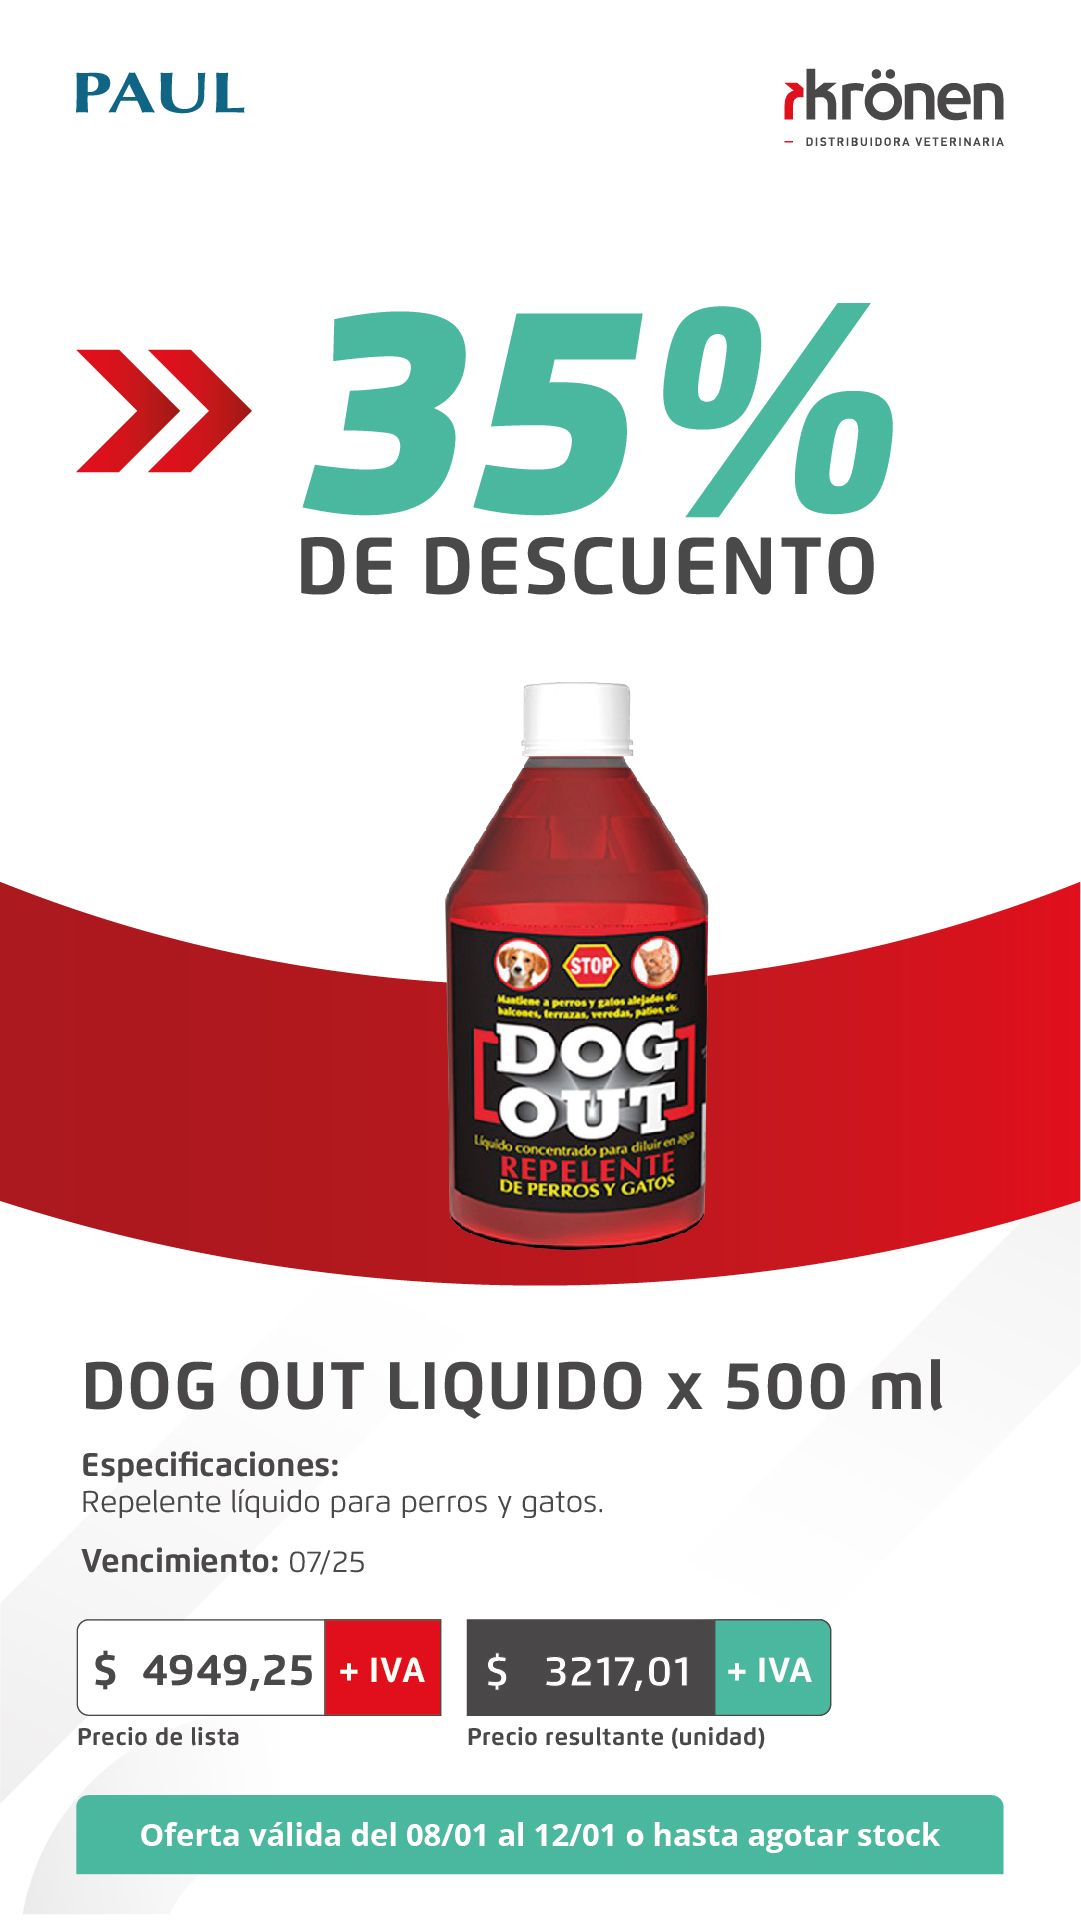 PAUL
krönen
DISTRIBUIDORA VETERINARIA
35%
DE DESCUENTO
STOP
Mantiene a perros y gatos alejados de:
balcones, terrazas, veredas, patios, etc.
DOG
OUT
Líquido concentrado para diluir en agua
REPELENTE
DE PERROS Y GATOS
DOG OUT LIQUIDO x 500 ml
Especificaciones:
Repelente líquido para perros y gatos.
Vencimiento: 07/25
$ 4949,25 + IVA
Precio de lista
$ 3217,01 + IVA
Precio resultante (unidad)
Oferta válida del 08/01 al 12/01 o hasta agotar stock